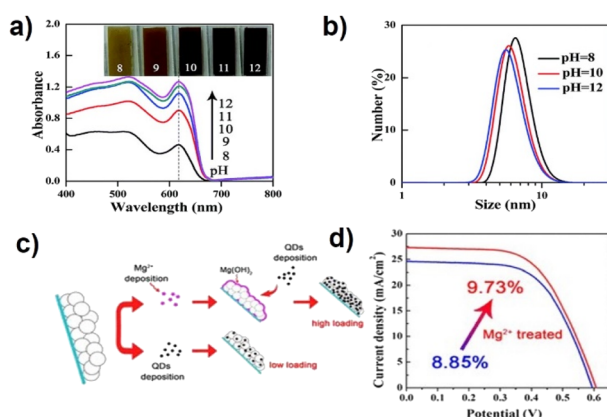 a)
8 9 10 11 12
Absorbance
2.0
1.6
1.2
0.8
0.4
0.0
12
11
10
9
8
pH
400 500 600 700 800
Wavelength (nm)
b)
Number (%)
30
20
10
0
pH=8
pH=10
pH=12
1 10
Size (nm)
c)
Mg²⁺
deposition
Mg(OH)₂
QDs
deposition
high loading
QDs
deposition
low loading
d)
Current density (mA/cm²)
30
25
20
15
10
5
0
9.73%
Mg²⁺ treated
8.85%
0.0 0.1 0.2 0.3 0.4 0.5 0.6
Potential (V)